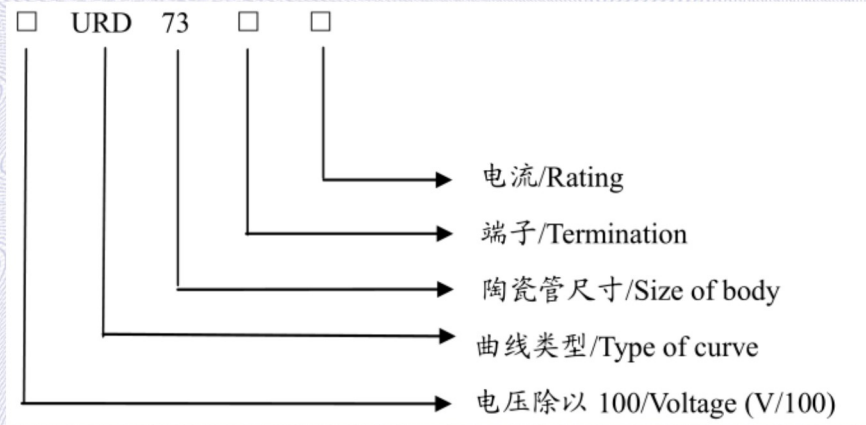 □ URD 73 □ □
电流/Rating
端子/Termination
陶瓷管尺寸/Size of body
曲线类型/Type of curve
电压除以 100/Voltage (V/100)